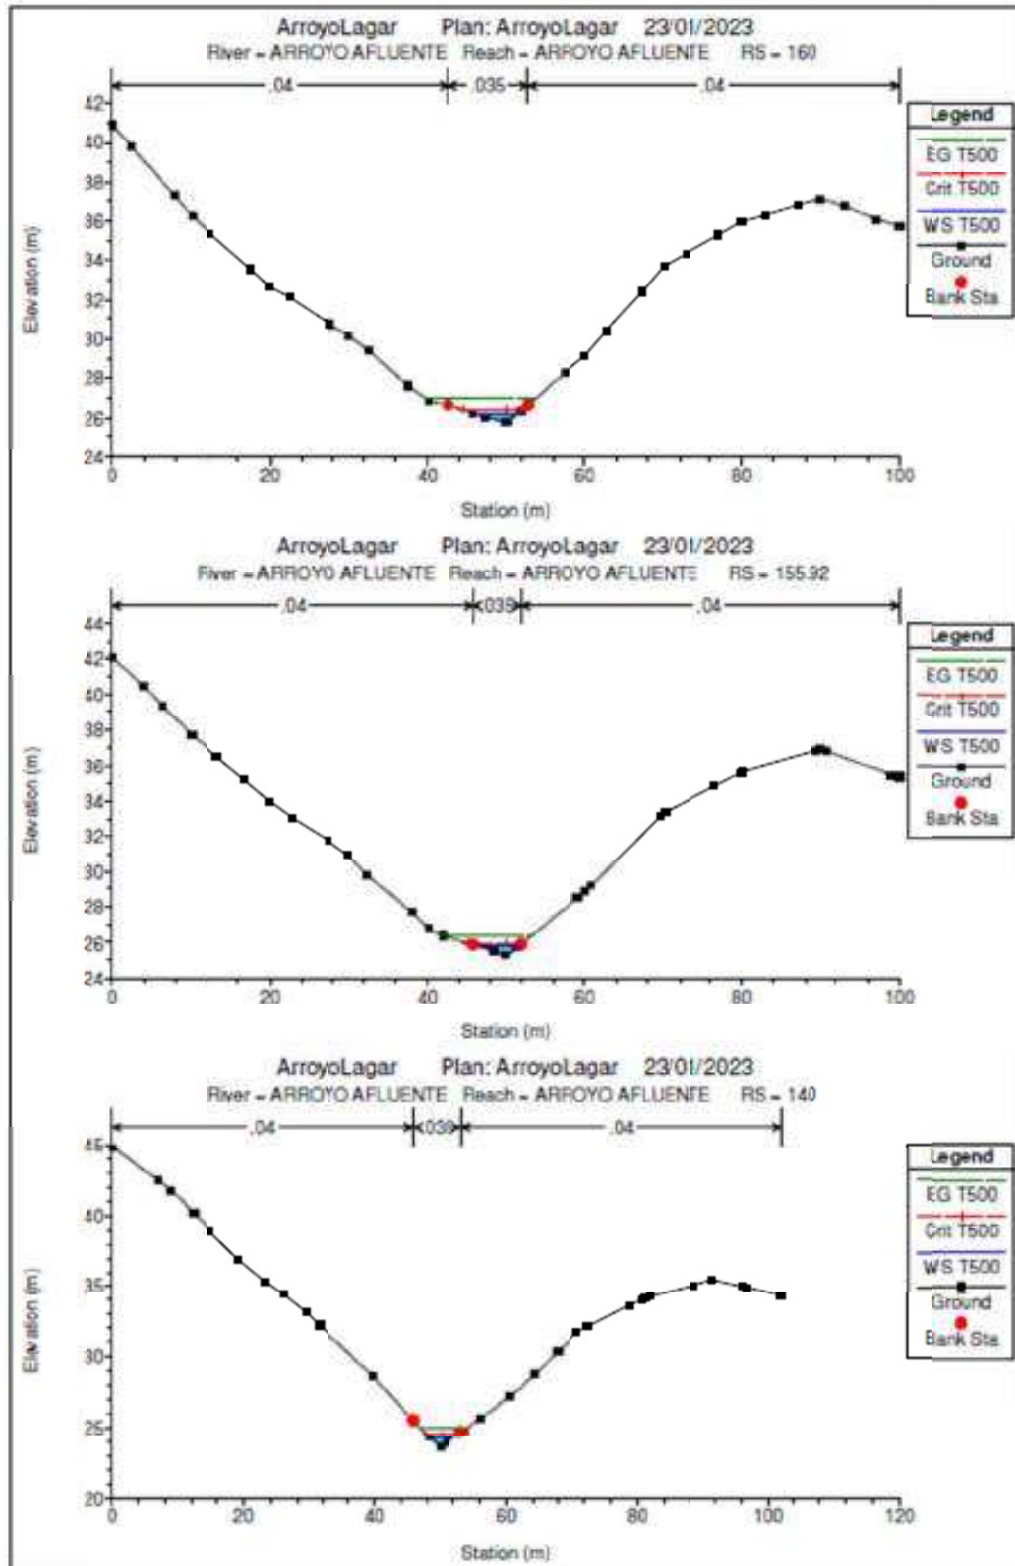 ArroyoLagar Plan: ArroyoLagar 23/01/2023
River = ARROYO AFLUENTE Reach = ARROYO AFLUENTE RS = 160
.04 .035 .04
Elevation (m)
42
40
38
36
34
32
30
28
26
24
0 20 40 60 80 100
Station (m)
Legend
EG T500
Crit T500
WS T500
Ground
Bank Sta
ArroyoLagar Plan: ArroyoLagar 23/01/2023
River = ARROYO AFLUENTE Reach = ARROYO AFLUENTE RS = 155.92
.04 .04
Elevation (m)
44
42
40
38
36
34
32
30
28
26
24
0 20 40 60 80 100
Station (m)
Legend
EG T500
Crit T500
WS T500
Ground
Bank Sta
ArroyoLagar Plan: ArroyoLagar 23/01/2023
River = ARROYO AFLUENTE Reach = ARROYO AFLUENTE RS = 140
.04 .04
Elevation (m)
45
40
35
30
25
20
0 20 40 60 80 100 120
Station (m)
Legend
EG T500
Crit T500
WS T500
Ground
Bank Sta